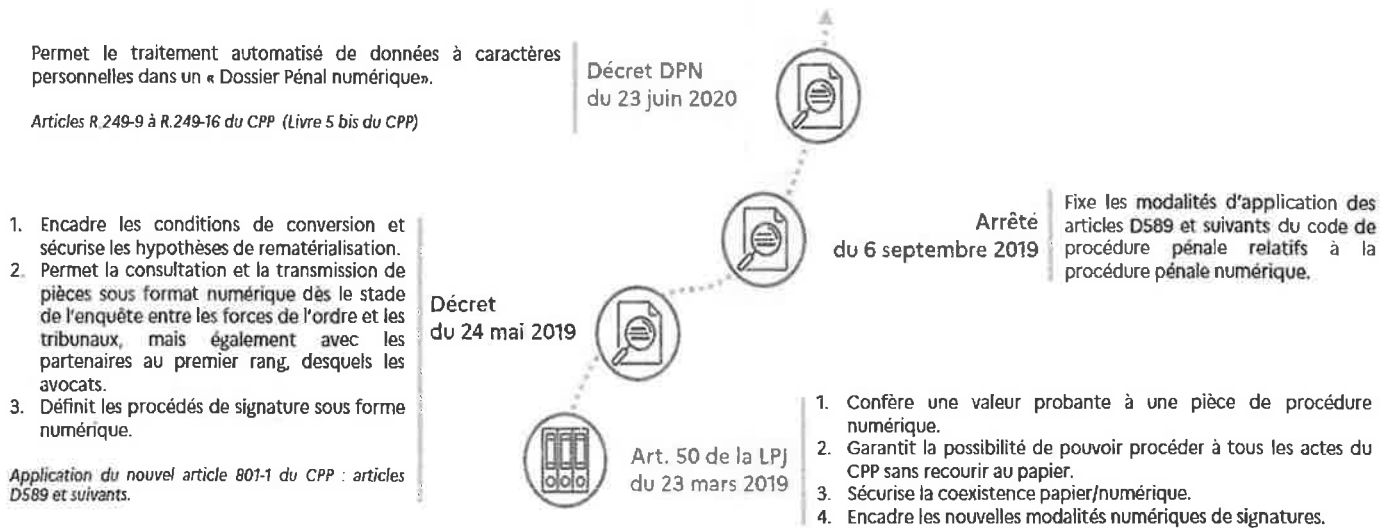 Permet le traitement automatisé de données à caractères
personnelles dans un « Dossier Pénal numérique».
Articles R.249-9 à R.249-16 du CPP (Livre 5 bis du CPP)
Décret DPN
du 23 juin 2020
Arrêté
du 6 septembre 2019
Fixe les modalités d'application des
articles D589 et suivants du code de
procédure pénale relatifs à la
procédure pénale numérique.
1. Encadre les conditions de conversion et
sécurise les hypothèses de rematérialisation.
2. Permet la consultation et la transmission de
pièces sous format numérique dès le stade
de l'enquête entre les forces de l'ordre et les
tribunaux, mais également avec les
partenaires au premier rang, desquels les
avocats.
3. Définit les procédés de signature sous forme
numérique.
Application du nouvel article 801-1 du CPP : articles
D589 et suivants.
Décret
du 24 mai 2019
Art. 50 de la LPJ
du 23 mars 2019
1. Confère une valeur probante à une pièce de procédure
numérique.
2. Garantit la possibilité de pouvoir procéder à tous les actes du
CPP sans recourir au papier.
3. Sécurise la coexistence papier/numérique.
4. Encadre les nouvelles modalités numériques de signatures.